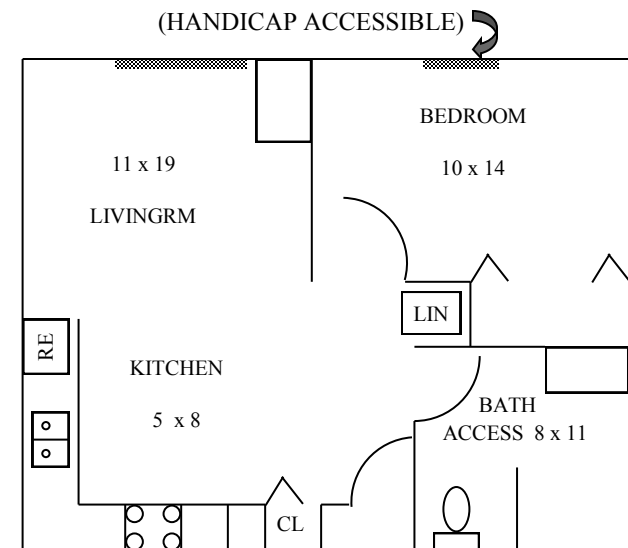 (HANDICAP ACCESSIBLE)
BEDROOM
11 x 19
10 x 14
LIVINGRM
LIN
RE
KITCHEN
5 x 8
BATH
ACCESS 8 x 11
CL